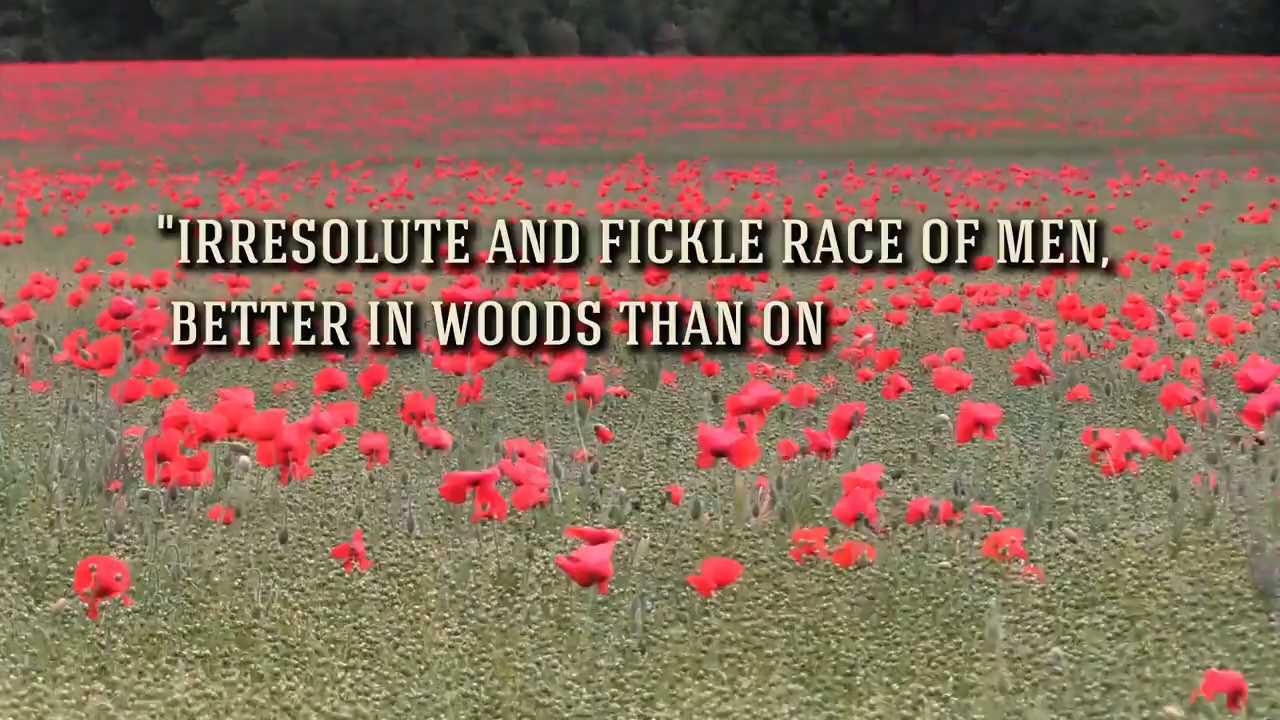 "IRRESOLUTE AND FICKLE RACE OF MEN,
BETTER IN WOODS THAN ON